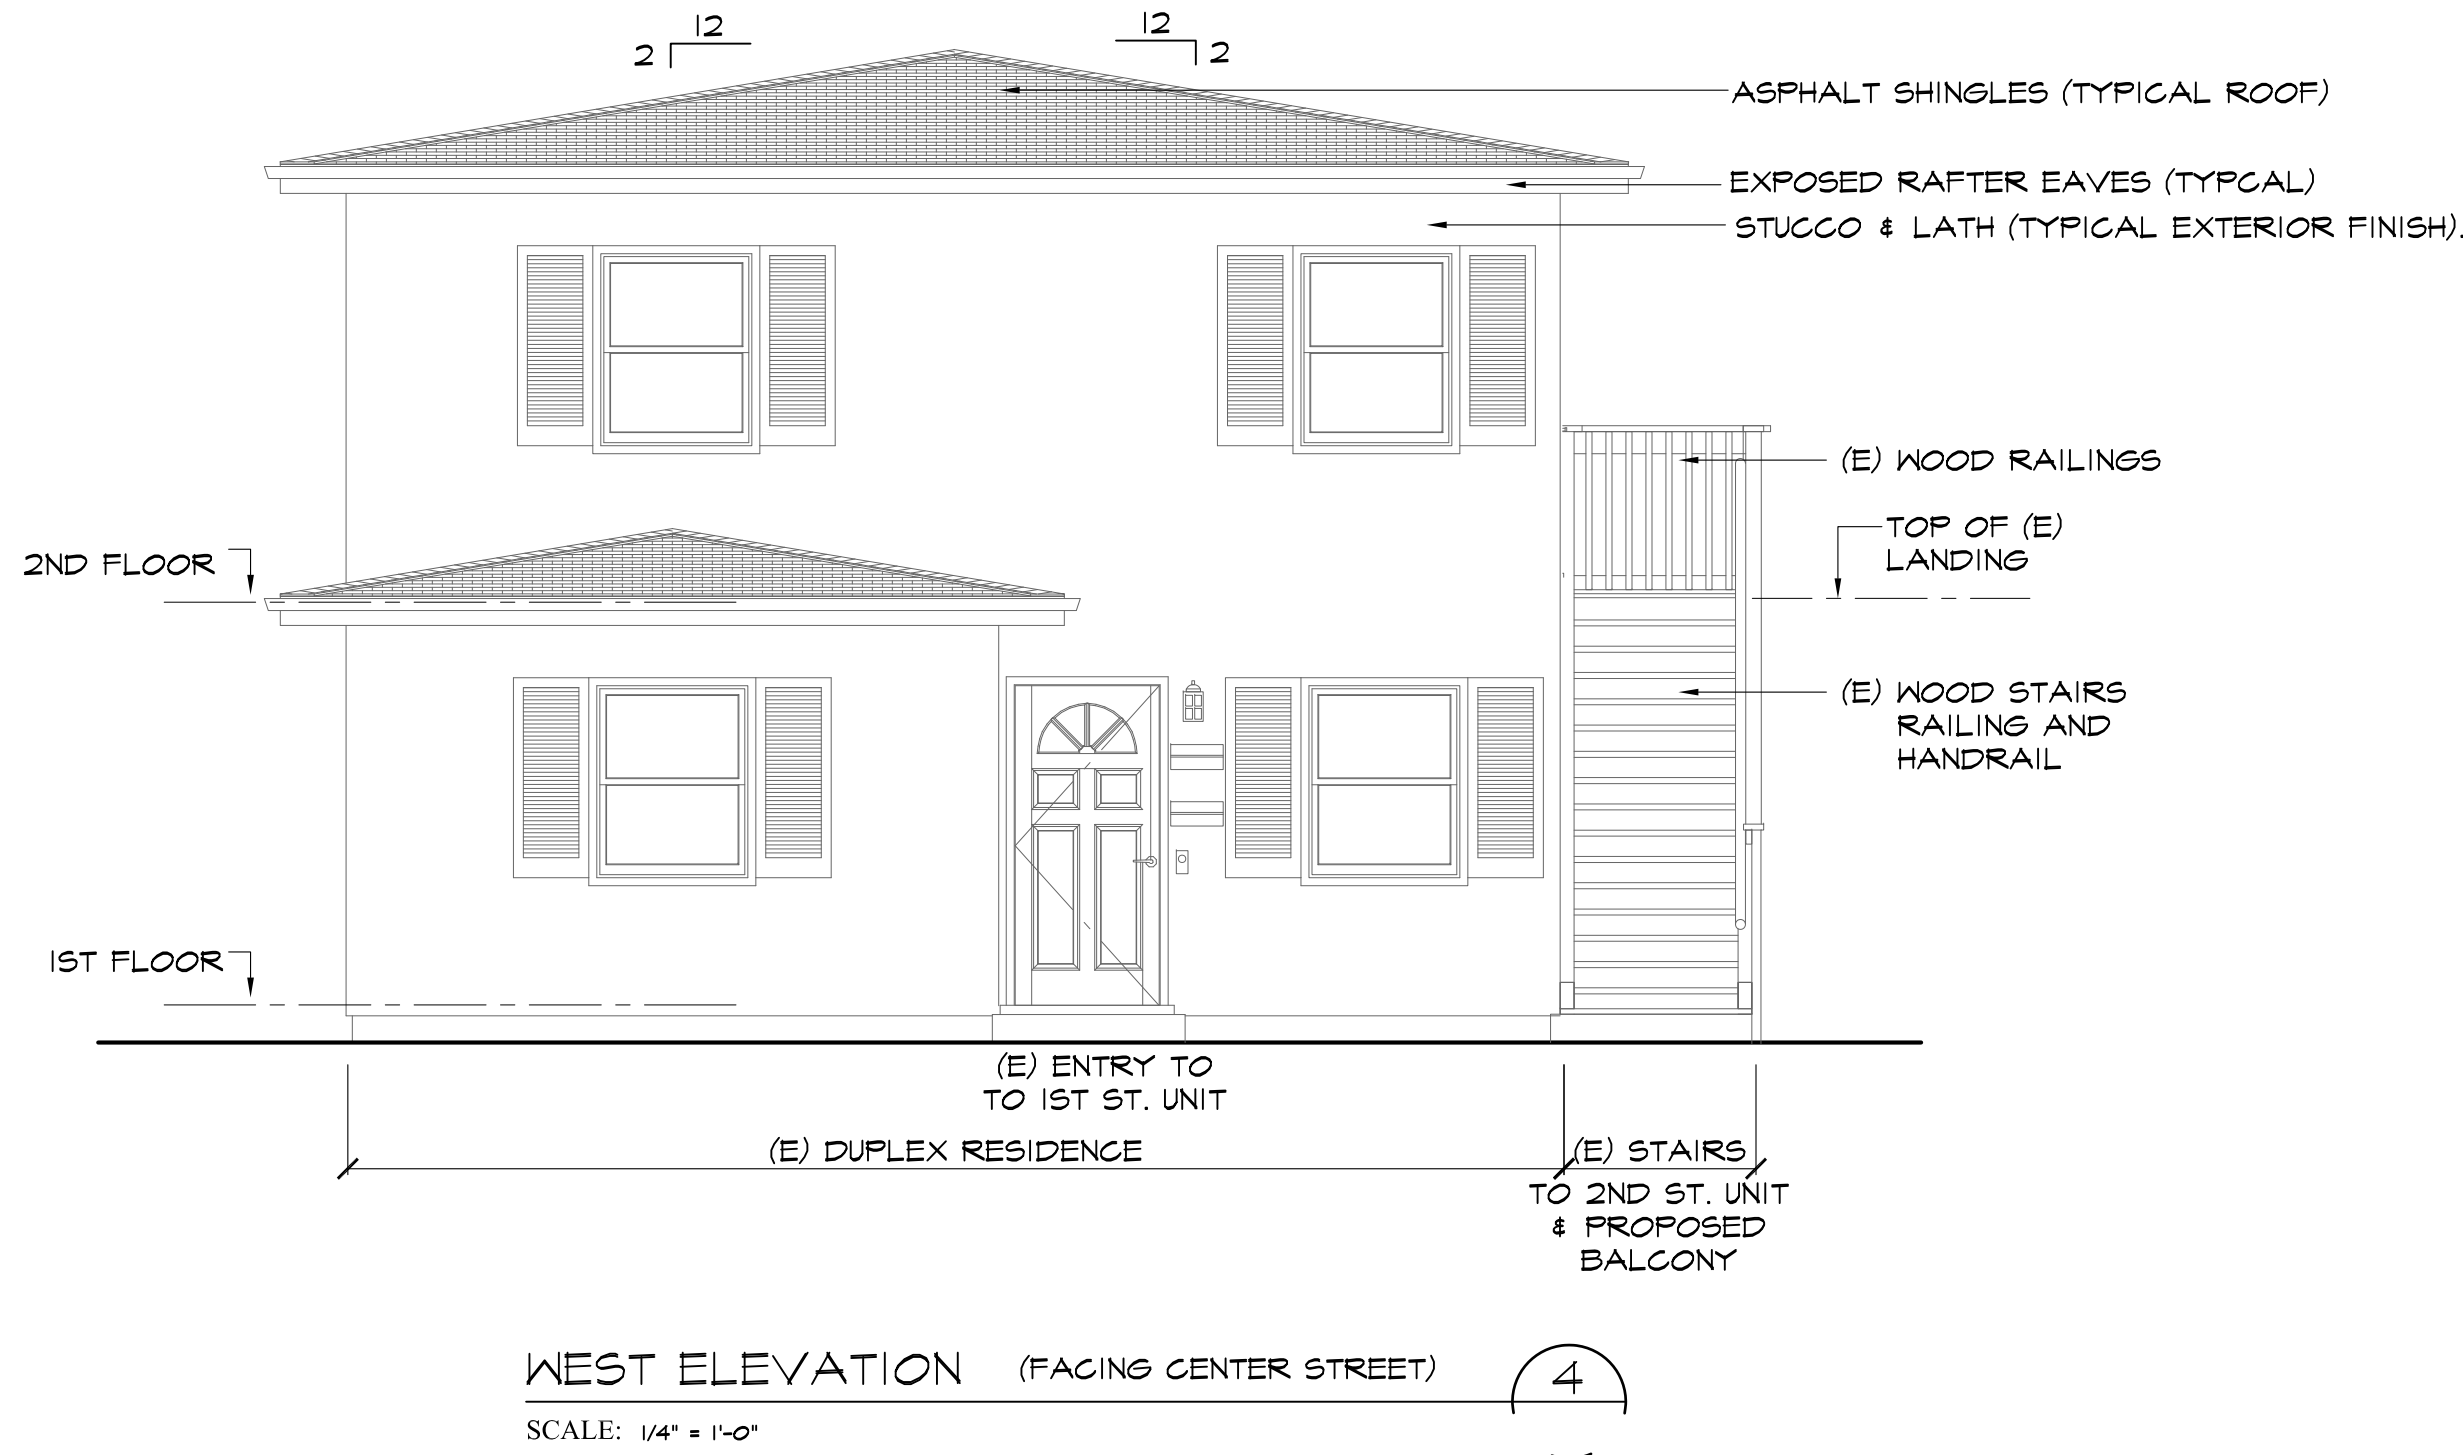 12
2
12
2
ASPHALT SHINGLES (TYPICAL ROOF)
EXPOSED RAFTER EAVES (TYPCAL)
STUCCO & LATH (TYPICAL EXTERIOR FINISH).
(E) WOOD RAILINGS
TOP OF (E)
LANDING
2ND FLOOR
(E) WOOD STAIRS
RAILING AND
HANDRAIL
1ST FLOOR
(E) ENTRY TO
TO 1ST ST. UNIT
(E) DUPLEX RESIDENCE
(E) STAIRS
TO 2ND ST. UNIT
& PROPOSED
BALCONY
WEST ELEVATION (FACING CENTER STREET)
4
SCALE: 1/4" = 1'-0"